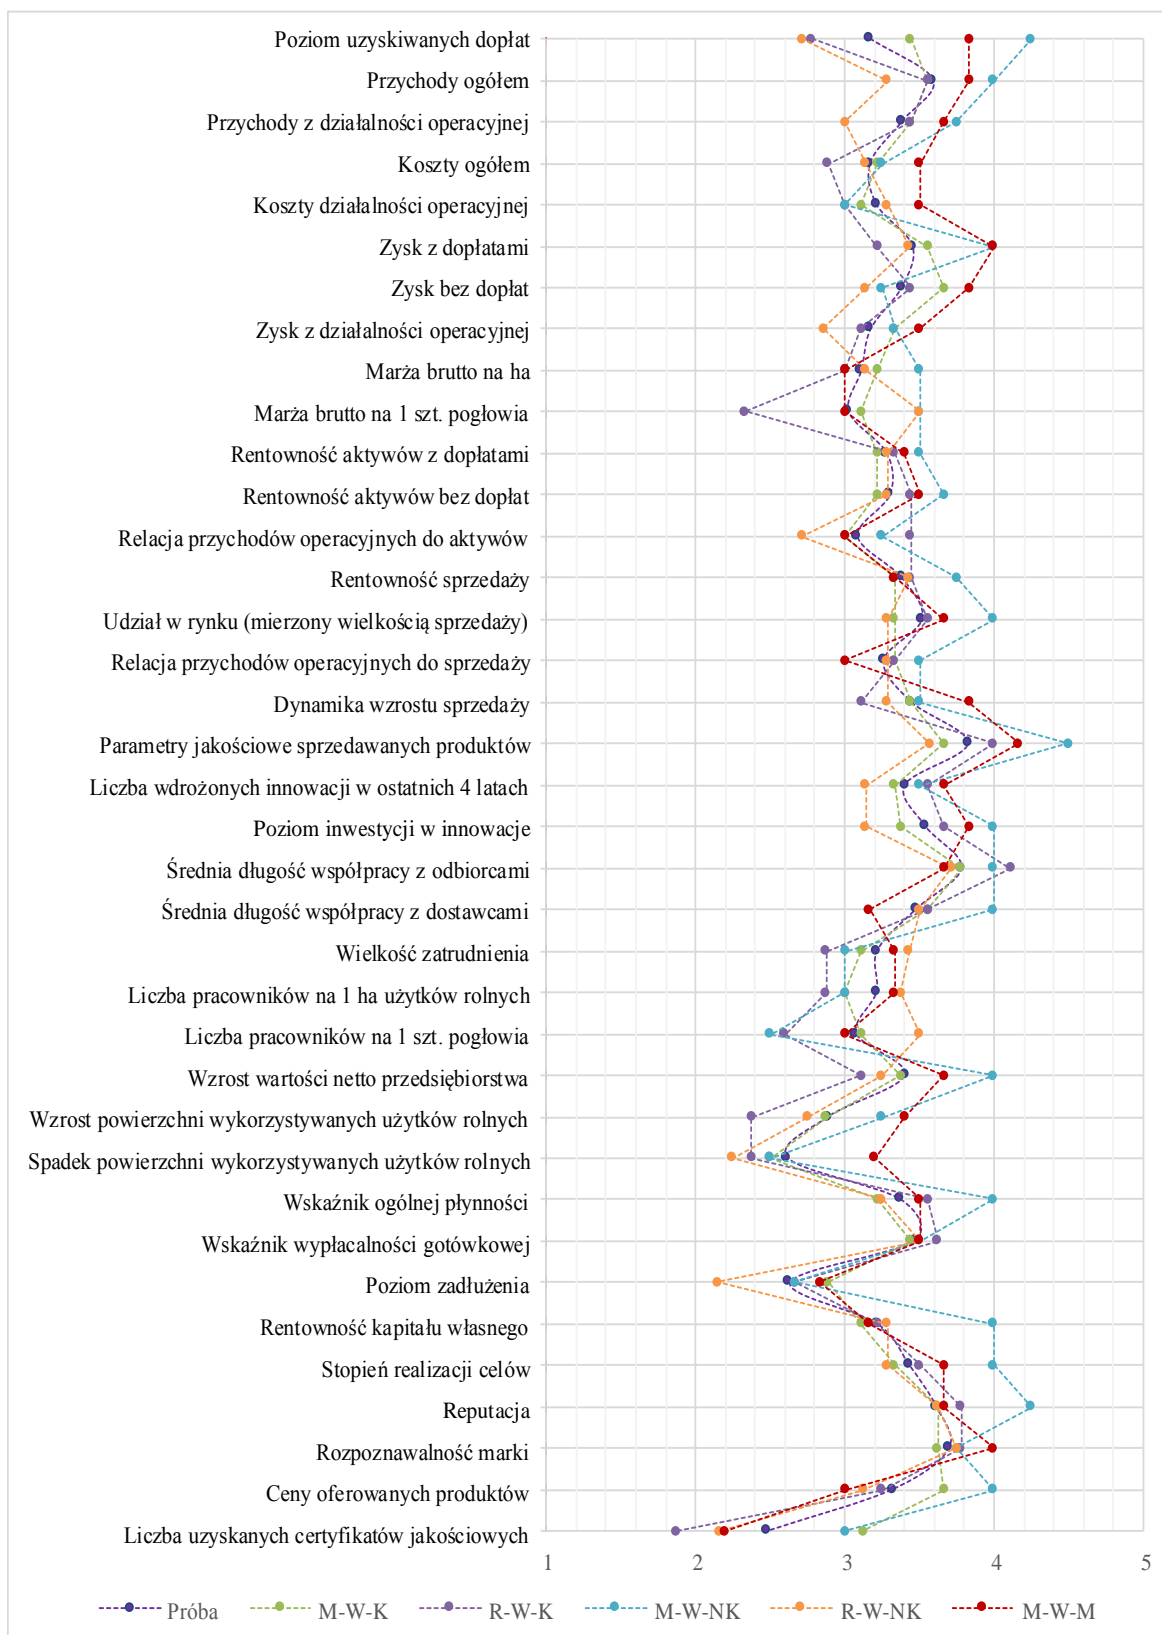 Poziom uzyskiwanych dopłat
Przychody ogółem
Przychody z działalności operacyjnej
Koszty ogółem
Koszty działalności operacyjnej
Zysk z dopłatami
Zysk bez dopłat
Zysk z działalności operacyjnej
Marża brutto na ha
Marża brutto na 1 szt. pogłowia
Rentowność aktywów z dopłatami
Rentowność aktywów bez dopłat
Relacja przychodów operacyjnych do aktywów
Rentowność sprzedaży
Udział w rynku (mierzony wielkością sprzedaży)
Relacja przychodów operacyjnych do sprzedaży
Dynamika wzrostu sprzedaży
Parametry jakościowe sprzedawanych produktów
Liczba wdrożonych innowacji w ostatnich 4 latach
Poziom inwestycji w innowacje
Średnia długość współpracy z odbiorcami
Średnia długość współpracy z dostawcami
Wielkość zatrudnienia
Liczba pracowników na 1 ha użytków rolnych
Liczba pracowników na 1 szt. pogłowia
Wzrost wartości netto przedsiębiorstwa
Wzrost powierzchni wykorzystywanych użytków rolnych
Spadek powierzchni wykorzystywanych użytków rolnych
Wskaźnik ogólnej płynności
Wskaźnik wypłacalności gotówkowej
Poziom zadłużenia
Rentowność kapitału własnego
Stopień realizacji celów
Reputacja
Rozpoznawalność marki
Ceny oferowanych produktów
Liczba uzyskanych certyfikatów jakościowych
1 2 3 4 5
Próba M-W-K R-W-K M-W-NK R-W-NK M-W-M